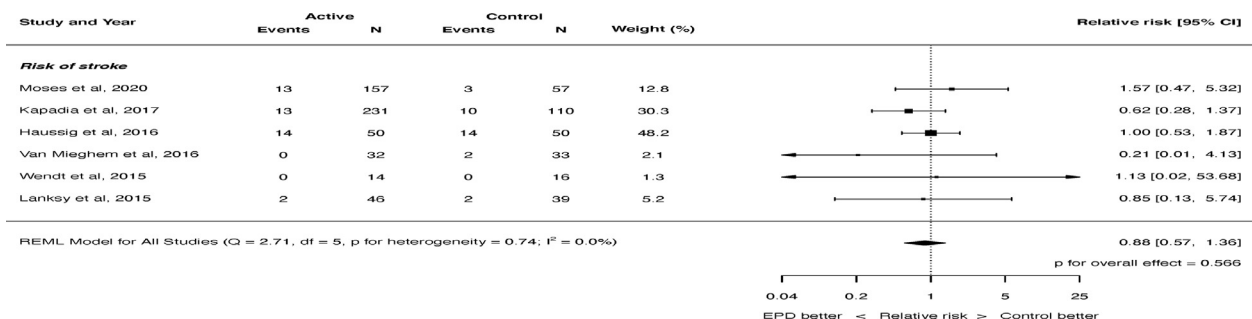 Study and Year Active Control Weight (%) Relative risk [95% CI]
Events N Events N
Risk of stroke
Moses et al, 2020 13 157 3 57 12.8 1.57 [0.47, 5.32]
Kapadia et al, 2017 13 231 10 110 30.3 0.62 [0.28, 1.37]
Haussig et al, 2016 14 50 14 50 48.2 1.00 [0.53, 1.87]
Van Mieghem et al, 2016 0 32 2 33 2.1 0.21 [0.01, 4.13]
Wendt et al, 2015 0 14 0 16 1.3 1.13 [0.02, 53.68]
Lanksy et al, 2015 2 46 2 39 5.2 0.85 [0.13, 5.74]
REML Model for All Studies (Q = 2.71, df = 5, p for heterogeneity = 0.74; I² = 0.0%) 0.88 [0.57, 1.36]
p for overall effect = 0.566
0.04 0.2 1 5 25
EPD better < Relative risk > Control better